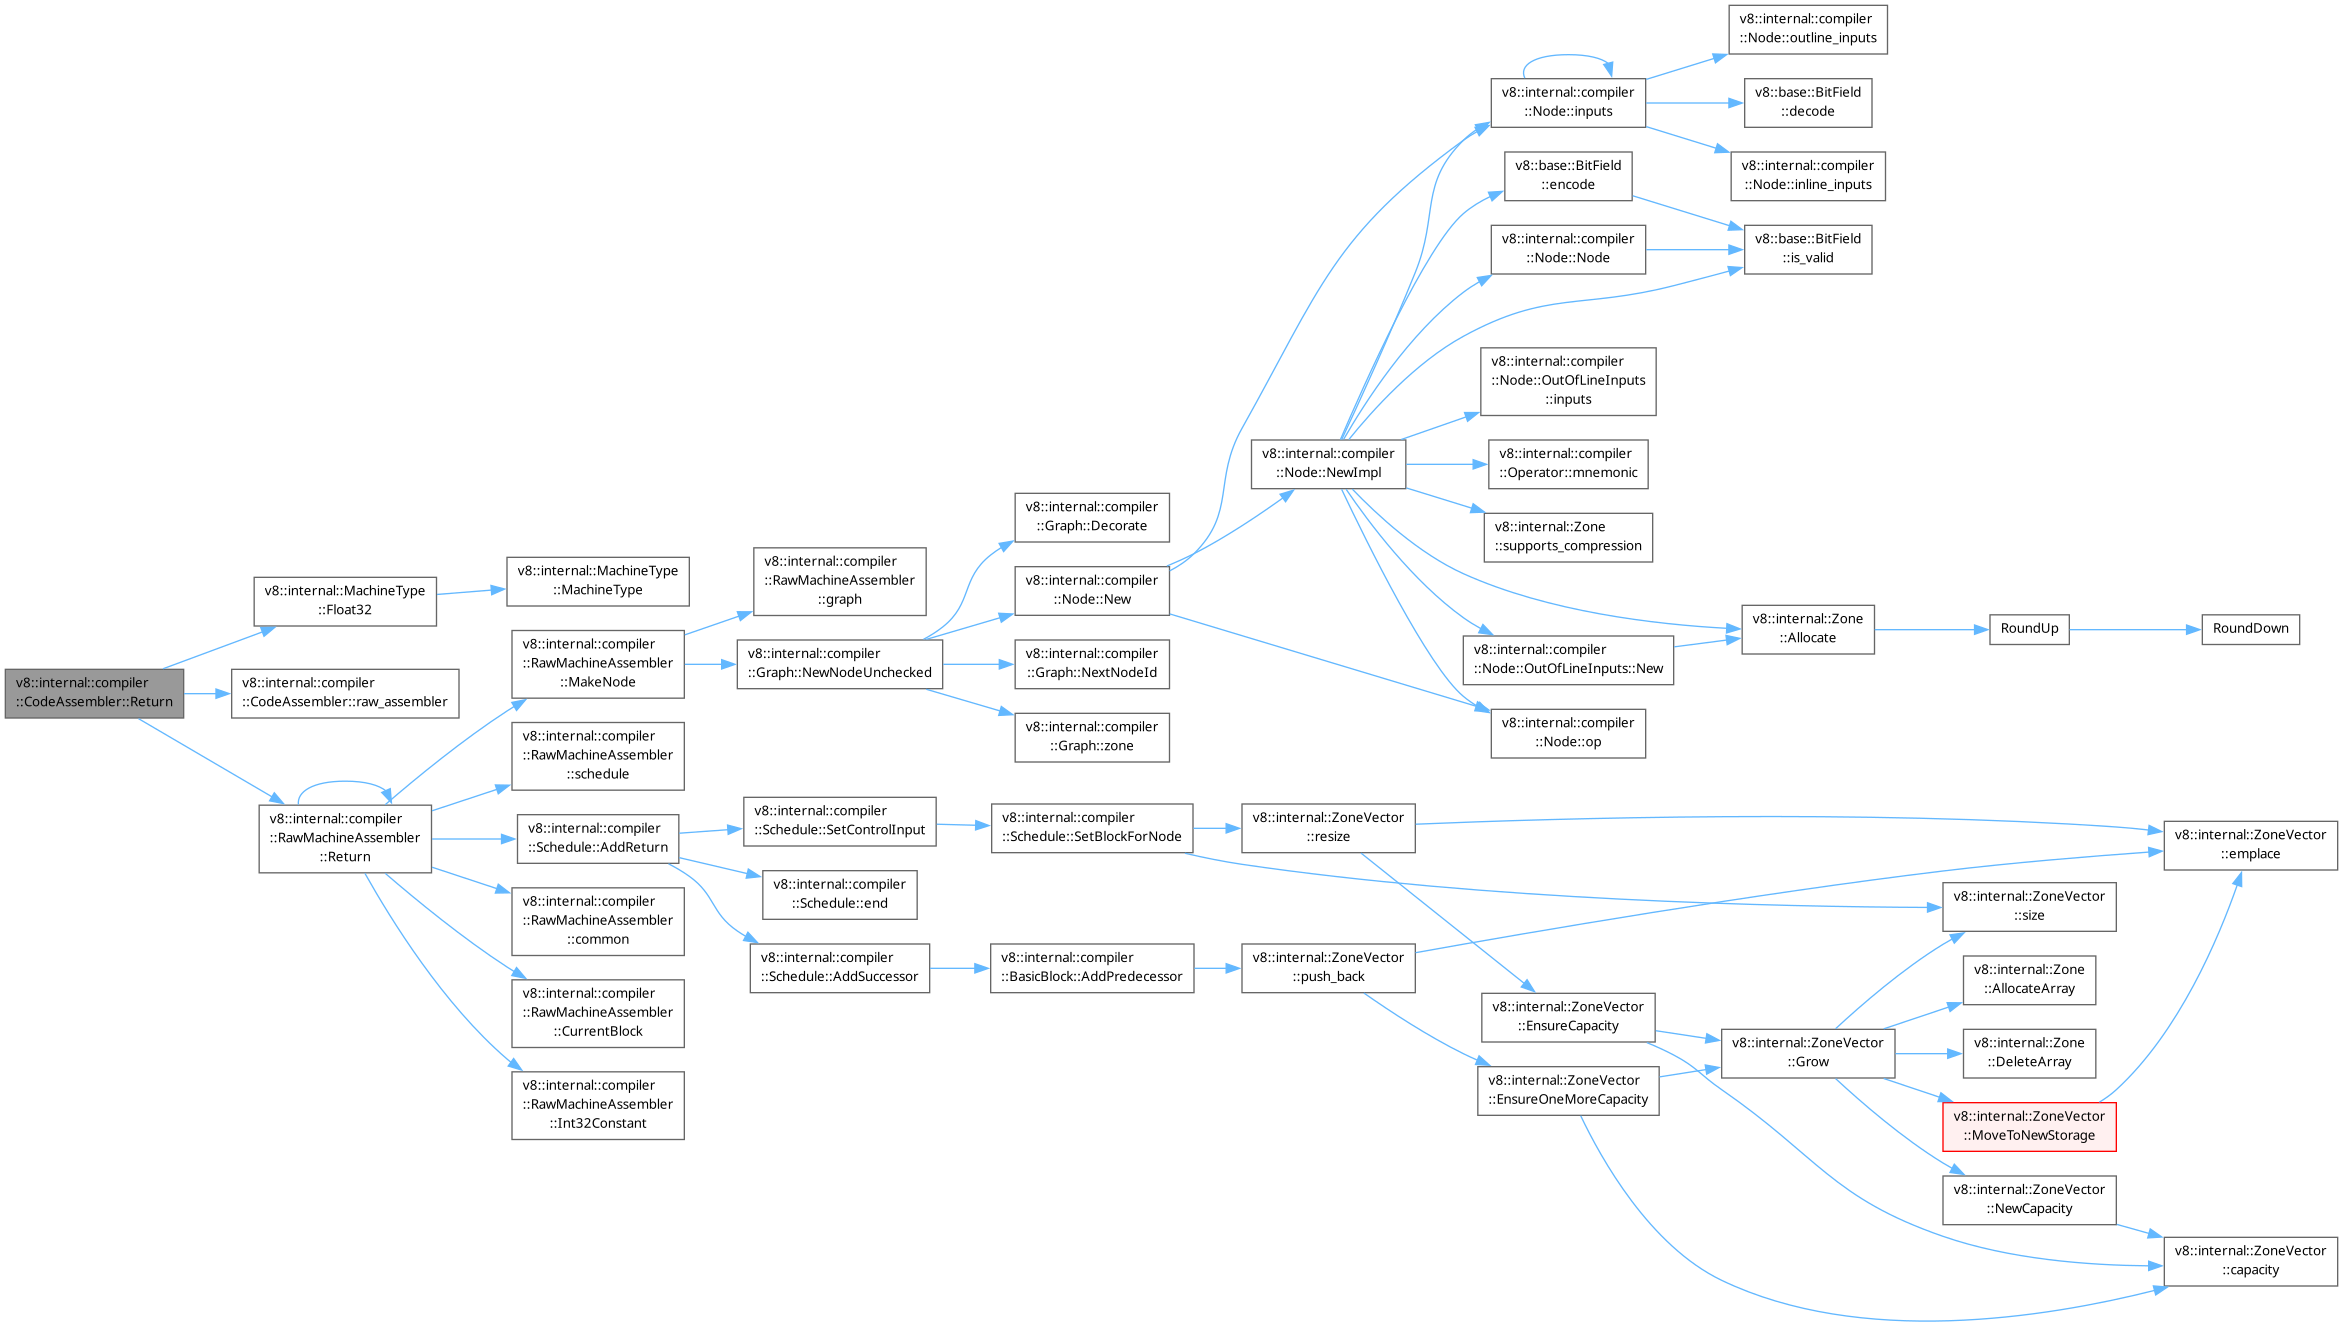 v8::internal::compiler
::CodeAssembler::Return
v8::internal::MachineType
::Float32
v8::internal::compiler
::CodeAssembler::raw_assembler
v8::internal::compiler
::RawMachineAssembler
::Return
v8::internal::MachineType
::MachineType
v8::internal::compiler
::RawMachineAssembler
::MakeNode
v8::internal::compiler
::RawMachineAssembler
::schedule
v8::internal::compiler
::Schedule::AddReturn
v8::internal::compiler
::RawMachineAssembler
::common
v8::internal::compiler
::RawMachineAssembler
::CurrentBlock
v8::internal::compiler
::RawMachineAssembler
::Int32Constant
v8::internal::compiler
::RawMachineAssembler
::graph
v8::internal::compiler
::Graph::NewNodeUnchecked
v8::internal::compiler
::Schedule::SetControlInput
v8::internal::compiler
::Schedule::end
v8::internal::compiler
::Schedule::AddSuccessor
v8::internal::compiler
::Graph::Decorate
v8::internal::compiler
::Node::New
v8::internal::compiler
::Graph::NextNodeId
v8::internal::compiler
::Graph::zone
v8::internal::compiler
::Schedule::SetBlockForNode
v8::internal::compiler
::BasicBlock::AddPredecessor
v8::internal::compiler
::Node::NewImpl
v8::internal::ZoneVector
::resize
v8::internal::ZoneVector
::push_back
v8::internal::compiler
::Node::inputs
v8::base::BitField
::encode
v8::internal::compiler
::Node::Node
v8::internal::compiler
::Node::OutOfLineInputs
::inputs
v8::internal::compiler
::Operator::mnemonic
v8::internal::Zone
::supports_compression
v8::internal::compiler
::Node::OutOfLineInputs::New
v8::internal::compiler
::Node::op
v8::internal::ZoneVector
::EnsureCapacity
v8::internal::ZoneVector
::EnsureOneMoreCapacity
v8::internal::compiler
::Node::outline_inputs
v8::base::BitField
::decode
v8::internal::compiler
::Node::inline_inputs
v8::base::BitField
::is_valid
v8::internal::Zone
::Allocate
v8::internal::ZoneVector
::Grow
RoundUp
v8::internal::ZoneVector
::size
v8::internal::Zone
::AllocateArray
v8::internal::Zone
::DeleteArray
v8::internal::ZoneVector
::MoveToNewStorage
v8::internal::ZoneVector
::NewCapacity
RoundDown
v8::internal::ZoneVector
::emplace
v8::internal::ZoneVector
::capacity